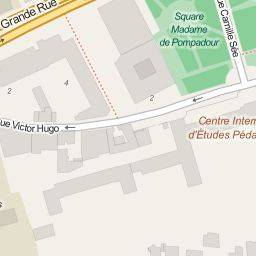 Grande Rue
Square
Madame
de Pompadour
ue Camille Sée
4
2
2
ue Victor Hugo
Centre Intern
d'Études Péda
s